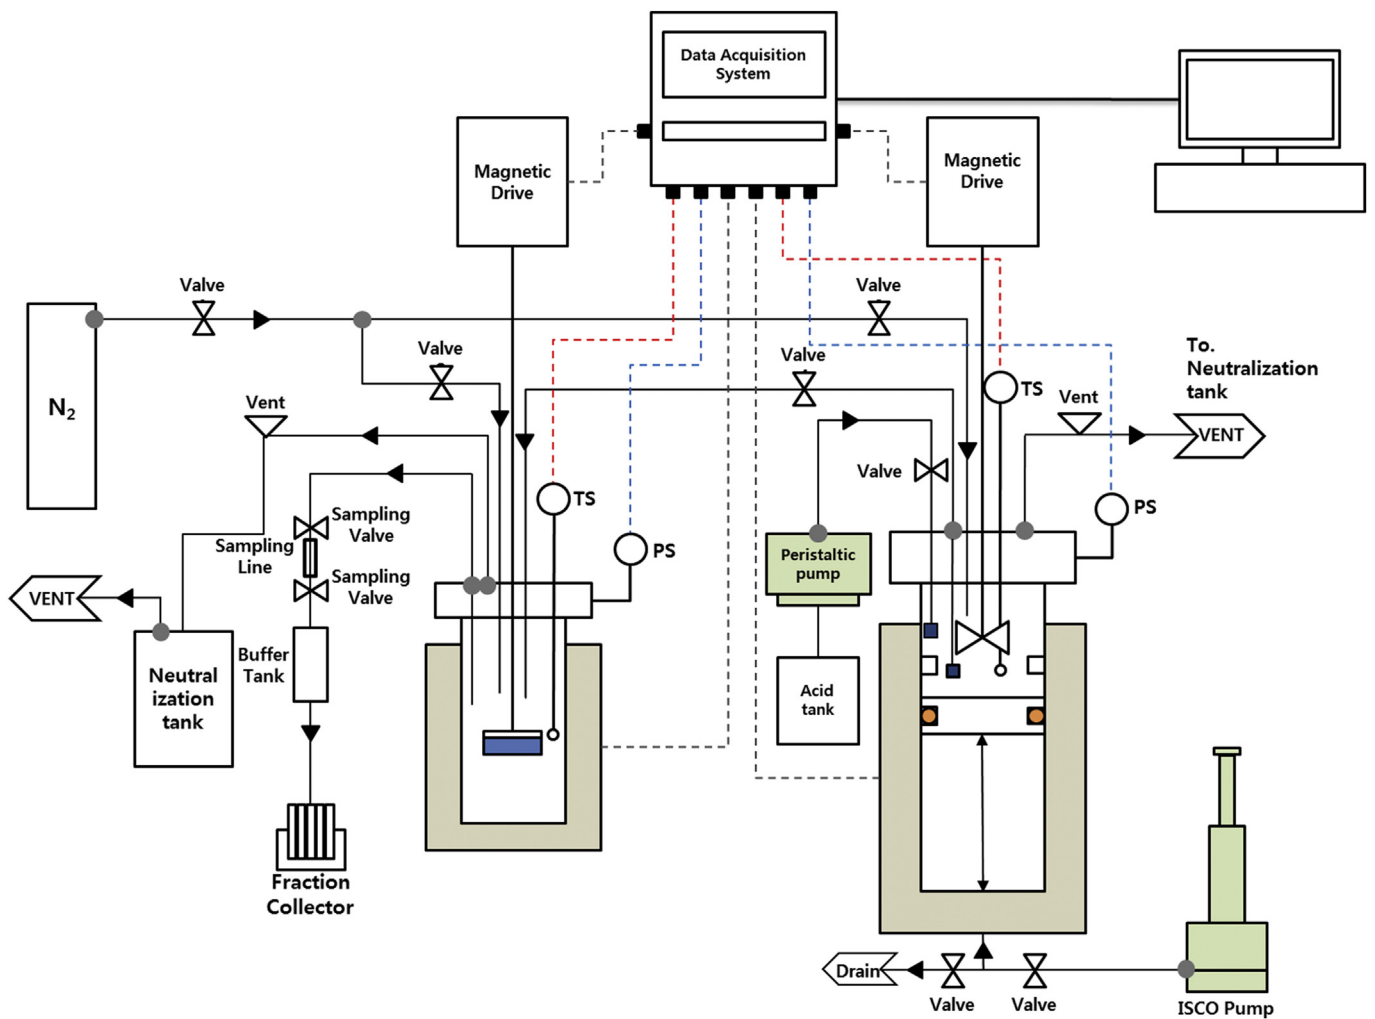 Data Acquisition
System
Magnetic
Drive
Magnetic
Drive
Valve
Valve
N2
Valve
Valve
To.
Neutralization
tank
Vent
TS
Vent
VENT
Valve
TS
PS
Sampling
Valve
Sampling
Line
PS
Peristaltic
pump
Sampling
Valve
VENT
Neutral
ization
tank
Buffer
Tank
Acid
tank
Fraction
Collector
Drain
Valve
Valve
ISCO Pump